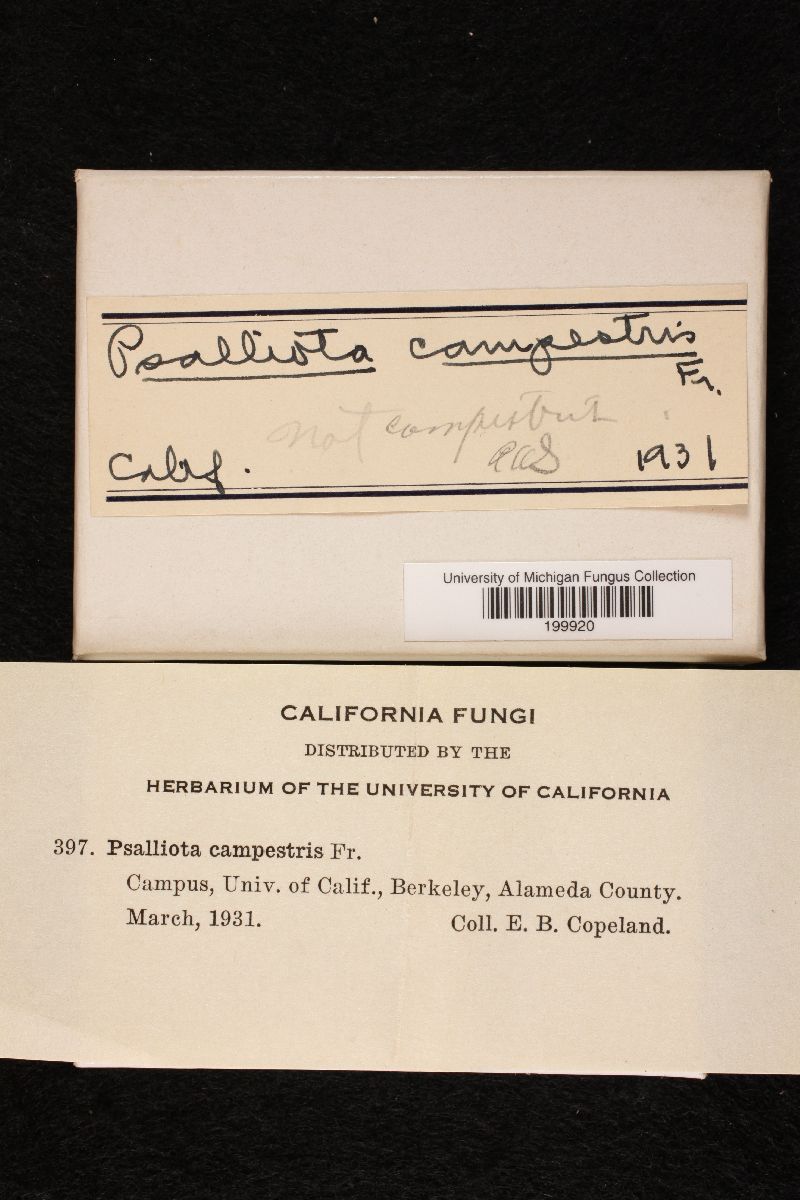 Psalliota campestris
Fr.
not campestris
Calif. 1931
University of Michigan Fungus Collection
199920
CALIFORNIA FUNGI
DISTRIBUTED BY THE
HERBARIUM OF THE UNIVERSITY OF CALIFORNIA
397. Psalliota campestris Fr.
Campus, Univ. of Calif., Berkeley, Alameda County.
March, 1931. Coll. E. B. Copeland.